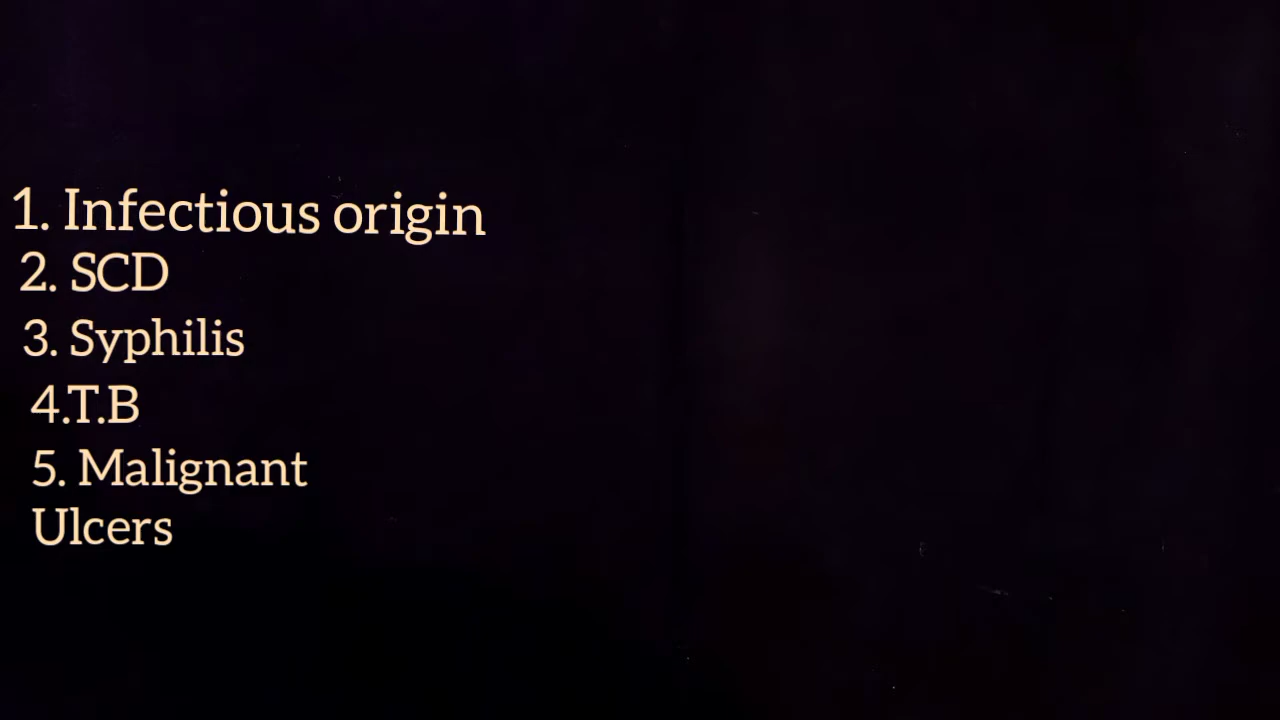 1. Infectious origin
2. SCD
3. Syphilis
4.T.B
5. Malignant
Ulcers